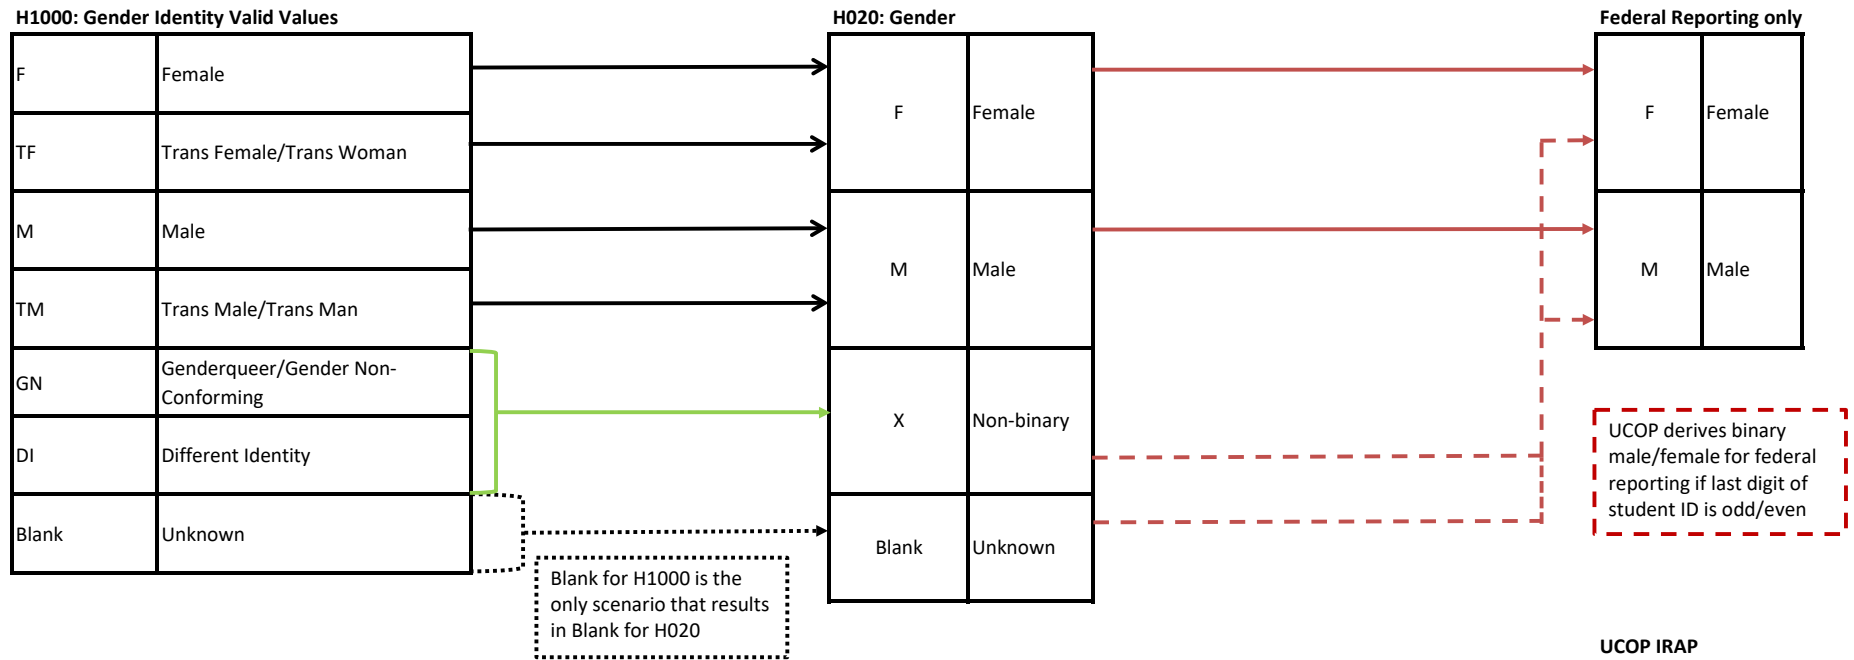 H1000: Gender Identity Valid Values
H020: Gender
Federal Reporting only
F Female
TF Trans Female/Trans Woman
M Male
TM Trans Male/Trans Man
GN Genderqueer/Gender Non-
Conforming
DI Different Identity
Blank Unknown
Blank for H1000 is the
only scenario that results
in Blank for H020
F Female
M Male
X Non-binary
Blank Unknown
F Female
M Male
UCOP derives binary
male/female for federal
reporting if last digit of
student ID is odd/even
UCOP IRAP